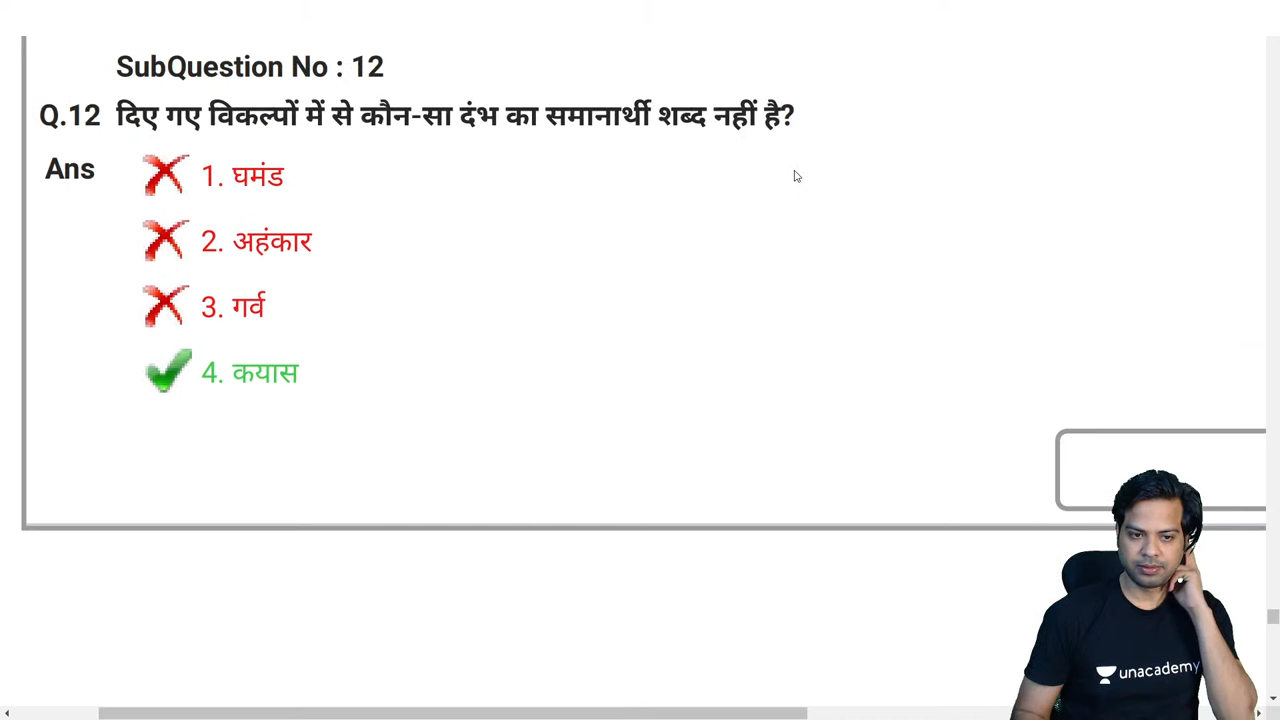 SubQuestion No : 12
Q.12 दिए गए विकल्पों में से कौन-सा दंभ का समानार्थी शब्द नहीं है?
Ans 1. घमंड
2. अहंकार
3. गर्व
4. कयास
unacademy